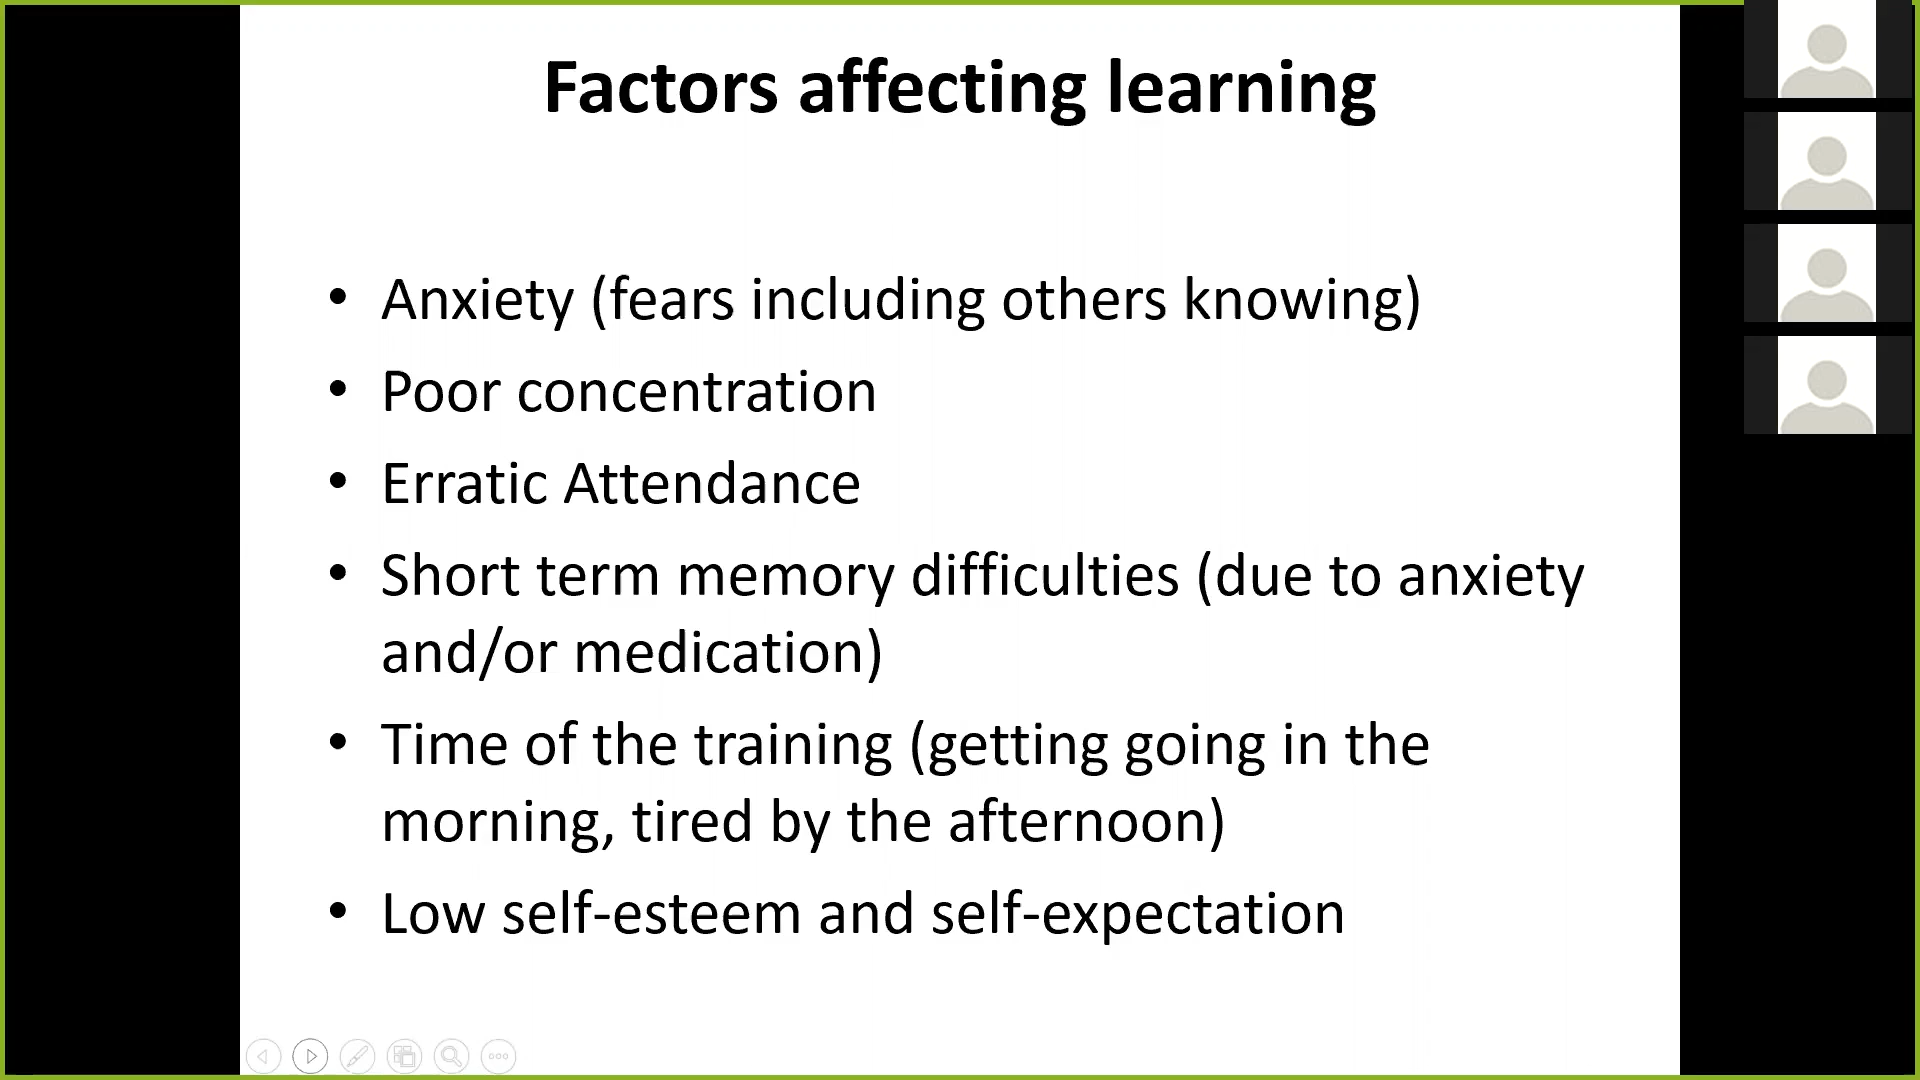 Factors affecting learning
• Anxiety (fears including others knowing)
• Poor concentration
• Erratic Attendance
• Short term memory difficulties (due to anxiety
and/or medication)
• Time of the training (getting going in the
morning, tired by the afternoon)
• Low self-esteem and self-expectation